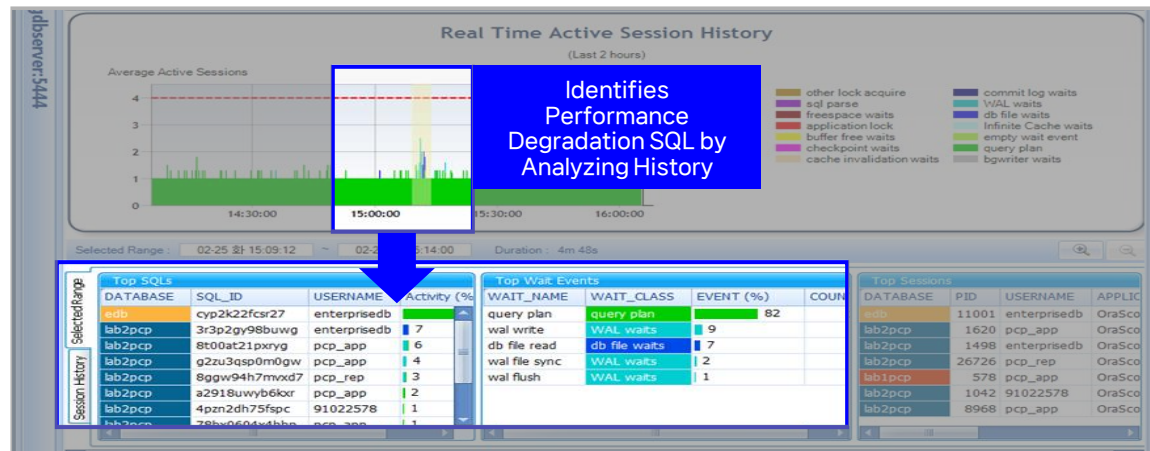 gdbserver:5444
Real Time Active Session History
(Last 2 hours)
Average Active Sessions
4
3
2
1
0
14:30:00
15:00:00
15:30:00
16:00:00
Identifies
Performance
Degradation SQL by
Analyzing History
other lock acquire
sql parse
freespace waits
application lock
buffer free waits
checkpoint waits
cache invalidation waits
commit log waits
WAL waits
db file waits
Infinite Cache waits
empty wait event
query plan
bgwriter waits
Selected Range : 02-25 화 15:09:12 ~ 02-2 5:14:00 Duration : 4m 48s
Selected Range
Session History
Top SQLs
DATABASE SQL_ID USERNAME Activity (%
edb cyp2k22fcsr27 enterprisedb
lab2pcp 3r3p2gy98buwg enterprisedb 7
lab2pcp 8t00at21pxryg pcp_app 6
lab2pcp g2zu3qsp0m0gw pcp_app 4
lab2pcp 8ggw94h7mvxd7 pcp_rep 3
lab2pcp a2918uwyb6kxr pcp_app 2
lab2pcp 4pzn2dh75fspc 91022578 1
Top Wait Events
WAIT_NAME WAIT_CLASS EVENT (%) COUN
query plan query plan 82
wal write WAL waits 9
db file read db file waits 7
wal file sync WAL waits 2
wal flush WAL waits 1
Top Sessions
DATABASE PID USERNAME APPLIC
edb 11001 enterprisedb OraSco
lab2pcp 1620 pcp_app OraSco
lab2pcp 1498 enterprisedb OraSco
lab2pcp 26726 pcp_rep OraSco
lab1pcp 578 pcp_app OraSco
lab2pcp 1042 91022578 OraSco
lab2pcp 8968 pcp_app OraSco